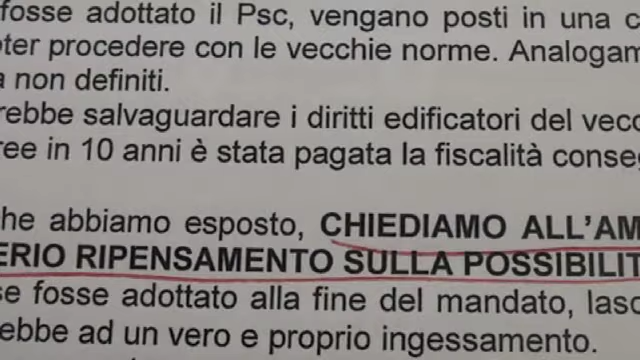 fosse adottato il Psc, vengano posti in una c
oter procedere con le vecchie norme. Analogam
a non definiti.
rebbe salvaguardare i diritti edificatori del vecc
ree in 10 anni è stata pagata la fiscalità conseg
he abbiamo esposto, CHIEDIAMO ALL'AM
ERIO RIPENSAMENTO SULLA POSSIBILIT
se fosse adottato alla fine del mandato, lasc
ebbe ad un vero e proprio ingessamento.